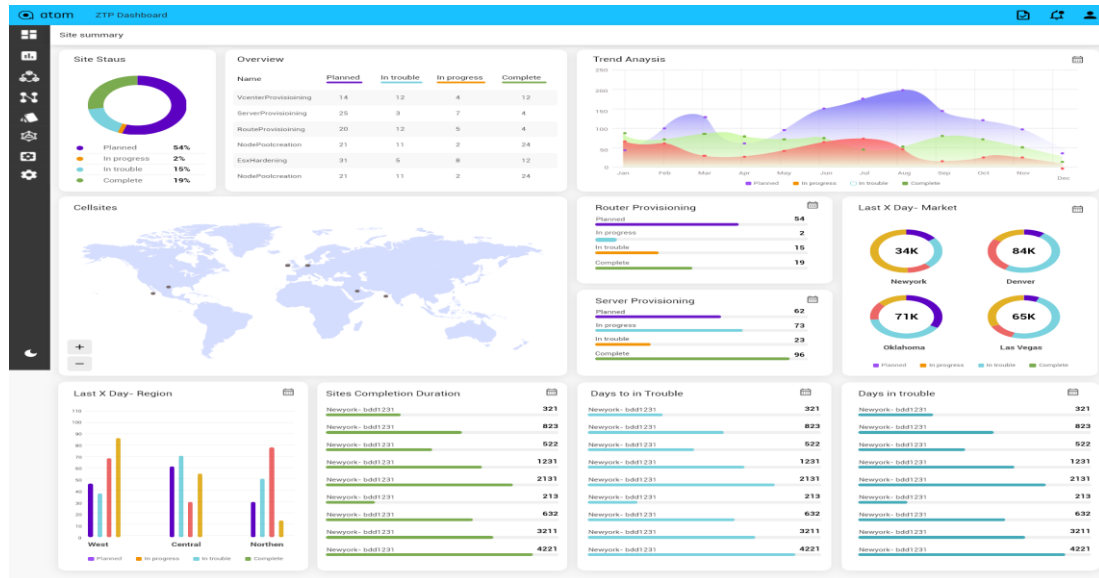 atom ZTP Dashboard
Site summary
Site Staus
Planned 54%
In progress 2%
In trouble 15%
Complete 19%
Overview
Name Planned In trouble In progress Complete
VcenterProvisioining 14 12 4 12
ServerProvisioining 25 3 7 4
RouteProvisioining 20 12 5 4
NodePoolcreation 21 11 2 24
EsxHardening 31 5 8 12
NodePoolcreation 21 11 2 24
Trend Anaysis
250
200
150
100
50
0
Jan Feb Mar Apr May Jun Jul Aug Sep Oct Nov Dec
Planned In progress In trouble Complete
Cellsites
+
−
Router Provisioning
Planned 54
In progress 2
In trouble 15
Complete 19
Server Provisioning
Planned 62
In progress 73
In trouble 23
Complete 96
Last X Day- Market
34K 84K
Newyork Denver
71K 65K
Oklahoma Las Vegas
Planned In progress In trouble Complete
Last X Day- Region
110
100
90
80
70
60
50
40
30
20
10
0
West Central Northen
Planned In progress In trouble Complete
Sites Completion Duration
Newyork- bdd1231 321
Newyork- bdd1231 823
Newyork- bdd1231 522
Newyork- bdd1231 1231
Newyork- bdd1231 2131
Newyork- bdd1231 213
Newyork- bdd1231 632
Newyork- bdd1231 3211
Newyork- bdd1231 4221
Days to in Trouble
Newyork- bdd1231 321
Newyork- bdd1231 823
Newyork- bdd1231 522
Newyork- bdd1231 1231
Newyork- bdd1231 2131
Newyork- bdd1231 213
Newyork- bdd1231 632
Newyork- bdd1231 3211
Newyork- bdd1231 4221
Days in trouble
Newyork- bdd1231 321
Newyork- bdd1231 823
Newyork- bdd1231 522
Newyork- bdd1231 1231
Newyork- bdd1231 2131
Newyork- bdd1231 213
Newyork- bdd1231 632
Newyork- bdd1231 3211
Newyork- bdd1231 4221